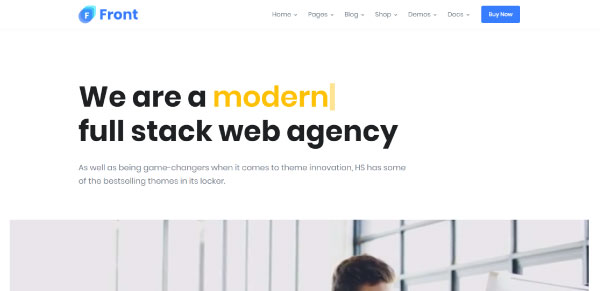 Front
Home Pages Blog Shop Demos Docs Buy Now
We are a modern
full stack web agency
As well as being game-changers when it comes to theme innovation, HS has some
of the bestselling themes in its locker.